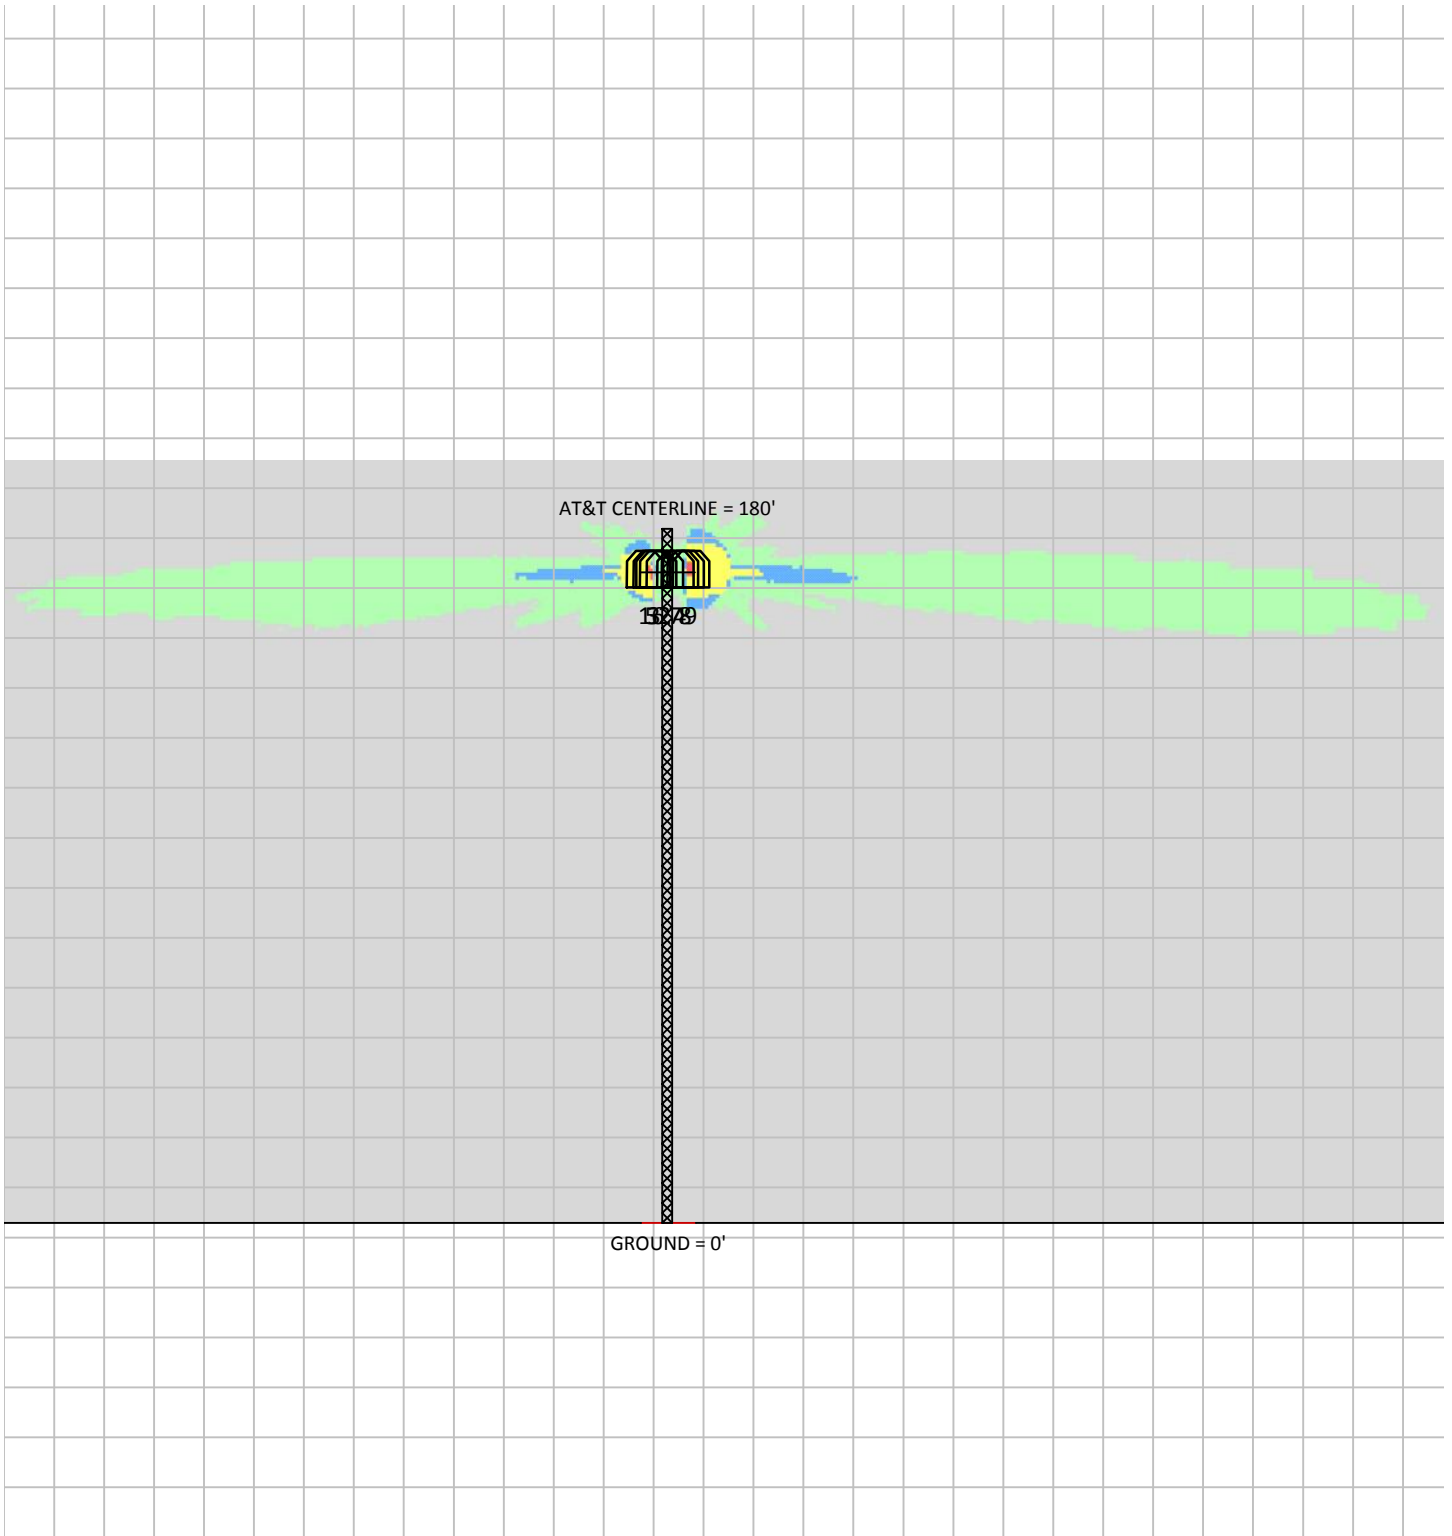 AT&T CENTERLINE = 180'
GROUND = 0'